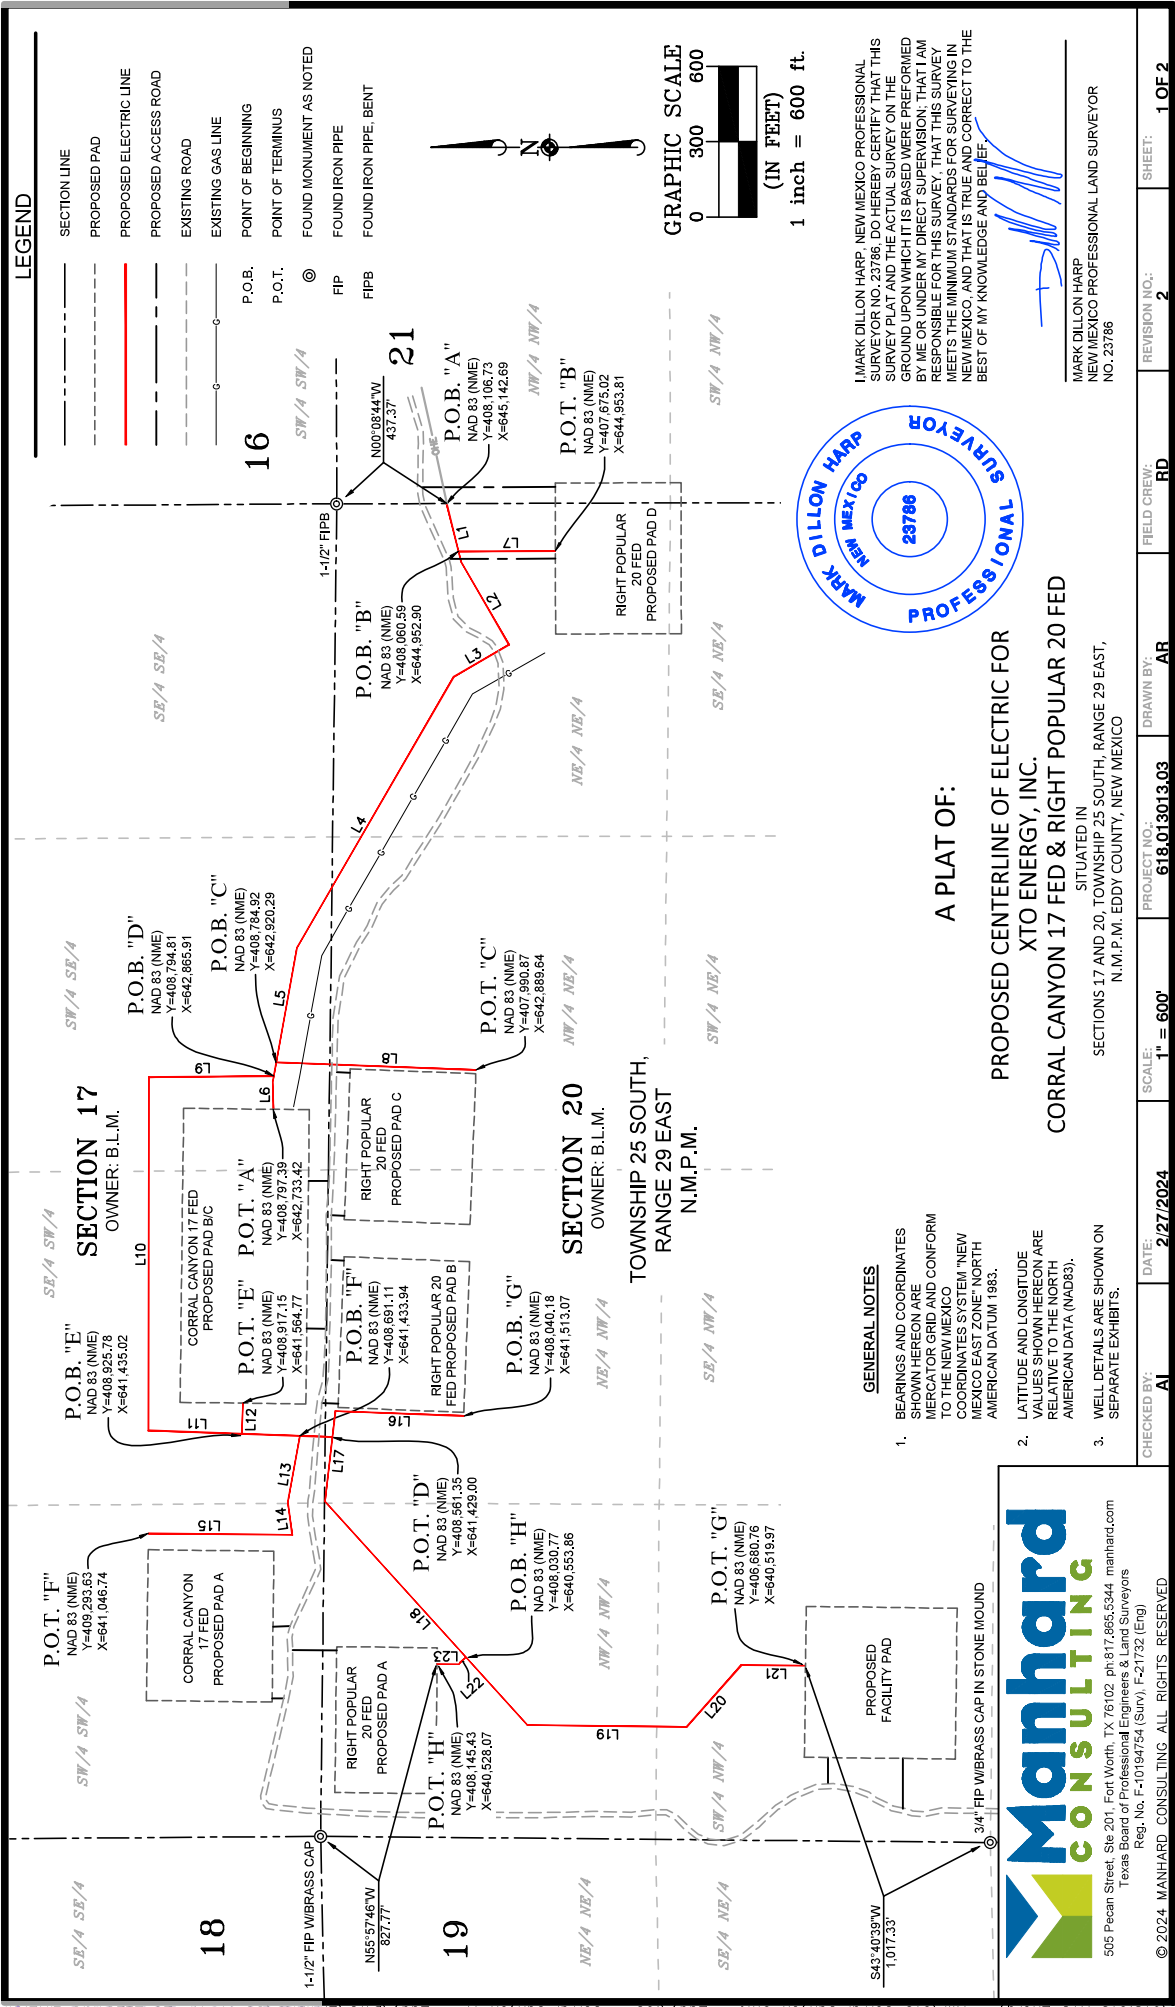 LEGEND
SECTION LINE
PROPOSED PAD
PROPOSED ELECTRIC LINE
PROPOSED ACCESS ROAD
EXISTING ROAD
EXISTING GAS LINE
G
G
P.O.B. POINT OF BEGINNING
P.O.T. POINT OF TERMINUS
FOUND MONUMENT AS NOTED
FIP FOUND IRON PIPE
FIPB FOUND IRON PIPE, BENT
N
GRAPHIC SCALE
0 300 600
(IN FEET)
1 inch = 600 ft.
SE/4 SE/4
18
SW/4 SW/4
SE/4 SW/4
SW/4 SE/4
SE/4 SE/4
16
SW/4 SW/4
P.O.T. "F"
NAD 83 (NME)
Y=409,293.63
X=641,046.74
CORRAL CANYON
17 FED
PROPOSED PAD A
L15
L14
L13
P.O.B. "E"
NAD 83 (NME)
Y=408,925.78
X=641,435.02
L11
L12
L10
SECTION 17
OWNER: B.L.M.
CORRAL CANYON 17 FED
PROPOSED PAD B/C
P.O.T. "E"
NAD 83 (NME)
Y=408,917.15
X=641,564.77
P.O.T. "A"
NAD 83 (NME)
Y=408,797.39
X=642,733.42
L9
L6
P.O.B. "D"
NAD 83 (NME)
Y=408,794.81
X=642,865.91
P.O.B. "C"
NAD 83 (NME)
Y=408,784.92
X=642,920.29
L5
G
G
G
G
G
G
L4
L3
L2
L1
L7
1-1/2" FIPB
N00°08'44"W
437.37'
21
OHE
P.O.B. "A"
NAD 83 (NME)
Y=408,106.73
X=645,142.69
P.O.B. "B"
NAD 83 (NME)
Y=408,060.59
X=644,952.90
P.O.T. "B"
NAD 83 (NME)
Y=407,675.02
X=644,953.81
RIGHT POPULAR
20 FED
PROPOSED PAD D
NW/4 NW/4
SW/4 NW/4
1-1/2" FIP W/BRASS CAP
N55°57'46"W
827.77'
19
NE/4 NE/4
SE/4 NE/4
RIGHT POPULAR
20 FED
PROPOSED PAD A
P.O.T. "H"
NAD 83 (NME)
Y=408,145.43
X=640,528.07
L23
L22
L18
L17
P.O.B. "H"
NAD 83 (NME)
Y=408,030.77
X=640,553.86
P.O.T. "D"
NAD 83 (NME)
Y=408,561.35
X=641,429.00
P.O.B. "F"
NAD 83 (NME)
Y=408,691.11
X=641,433.94
RIGHT POPULAR 20
FED PROPOSED PAD B
L16
P.O.B. "G"
NAD 83 (NME)
Y=408,040.18
X=641,513.07
RIGHT POPULAR
20 FED
PROPOSED PAD C
L8
P.O.T. "C"
NAD 83 (NME)
Y=407,990.87
X=642,889.64
SECTION 20
OWNER: B.L.M.
TOWNSHIP 25 SOUTH,
RANGE 29 EAST
N.M.P.M.
NW/4 NW/4
NE/4 NW/4
NW/4 NE/4
NE/4 NE/4
SW/4 NW/4
SE/4 NW/4
SW/4 NE/4
SE/4 NE/4
L19
L20
L21
P.O.T. "G"
NAD 83 (NME)
Y=406,680.76
X=640,519.97
PROPOSED
FACILITY PAD
S43°40'39"W
1,017.33'
3/4" FIP W/BRASS CAP IN STONE MOUND
GENERAL NOTES
1. BEARINGS AND COORDINATES
SHOWN HEREON ARE
MERCATOR GRID AND CONFORM
TO THE NEW MEXICO
COORDINATES SYSTEM "NEW
MEXICO EAST ZONE" NORTH
AMERICAN DATUM 1983.
2. LATITUDE AND LONGITUDE
VALUES SHOWN HEREON ARE
RELATIVE TO THE NORTH
AMERICAN DATA (NAD83).
3. WELL DETAILS ARE SHOWN ON
SEPARATE EXHIBITS.
A PLAT OF:
PROPOSED CENTERLINE OF ELECTRIC FOR
XTO ENERGY, INC.
CORRAL CANYON 17 FED & RIGHT POPULAR 20 FED
SITUATED IN
SECTIONS 17 AND 20, TOWNSHIP 25 SOUTH, RANGE 29 EAST,
N.M.P.M. EDDY COUNTY, NEW MEXICO
MARK DILLON HARP
NEW MEXICO
23786
PROFESSIONAL SURVEYOR
I,MARK DILLON HARP, NEW MEXICO PROFESSIONAL
SURVEYOR NO. 23786, DO HEREBY CERTIFY THAT THIS
SURVEY PLAT AND THE ACTUAL SURVEY ON THE
GROUND UPON WHICH IT IS BASED WERE PREFORMED
BY ME OR UNDER MY DIRECT SUPERVISION; THAT I AM
RESPONSIBLE FOR THIS SURVEY, THAT THIS SURVEY
MEETS THE MINIMUM STANDARDS FOR SURVEYING IN
NEW MEXICO, AND THAT IS TRUE AND CORRECT TO THE
BEST OF MY KNOWLEDGE AND BELIEF.
MARK DILLON HARP
NEW MEXICO PROFESSIONAL LAND SURVEYOR
NO. 23786
Manhard
CONSULTING
505 Pecan Street, Ste 201, Fort Worth, TX 76102 ph:817.865.5344 manhard.com
Texas Board of Professional Engineers & Land Surveyors
Reg. No. F-10194754 (Surv), F-21732 (Eng)
© 2024 MANHARD CONSULTING ALL RIGHTS RESERVED
CHECKED BY: AI
DATE: 2/27/2024
SCALE: 1" = 600'
PROJECT NO.: 618.013013.03
DRAWN BY: AR
FIELD CREW: RD
REVISION NO.: 2
SHEET: 1 OF 2